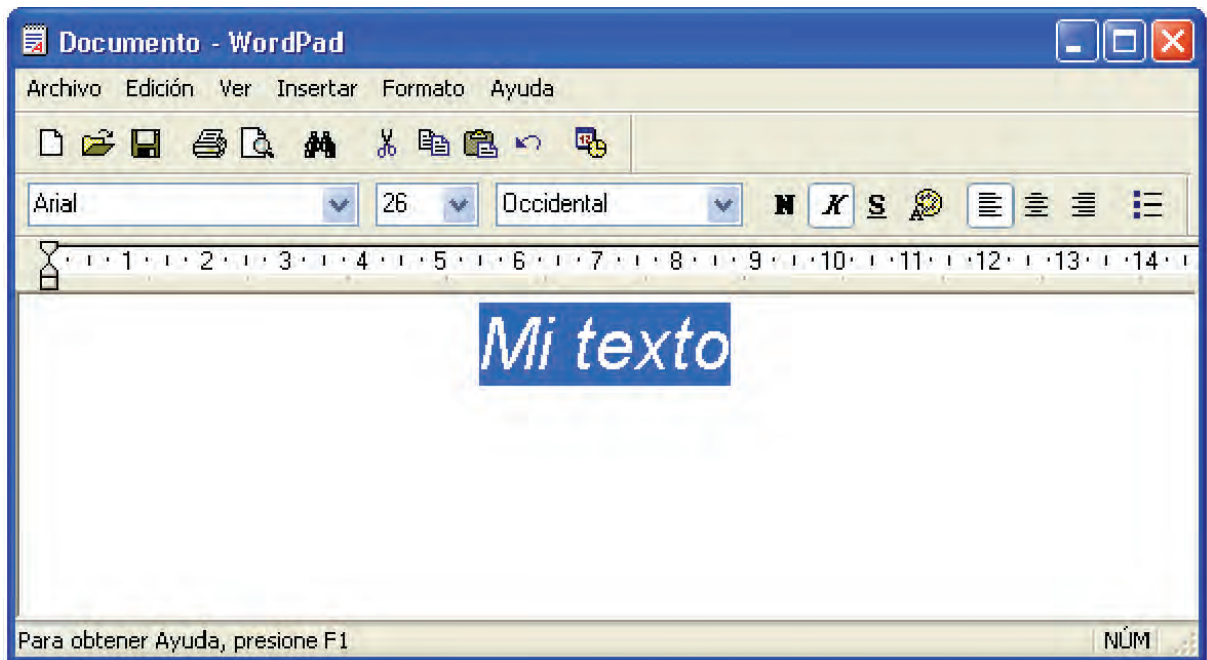 Documento - WordPad
Archivo Edición Ver Insertar Formato Ayuda
Arial 26 Occidental N K S
1 2 3 4 5 6 7 8 9 10 11 12 13 14
Mi texto
Para obtener Ayuda, presione F1 NÚM